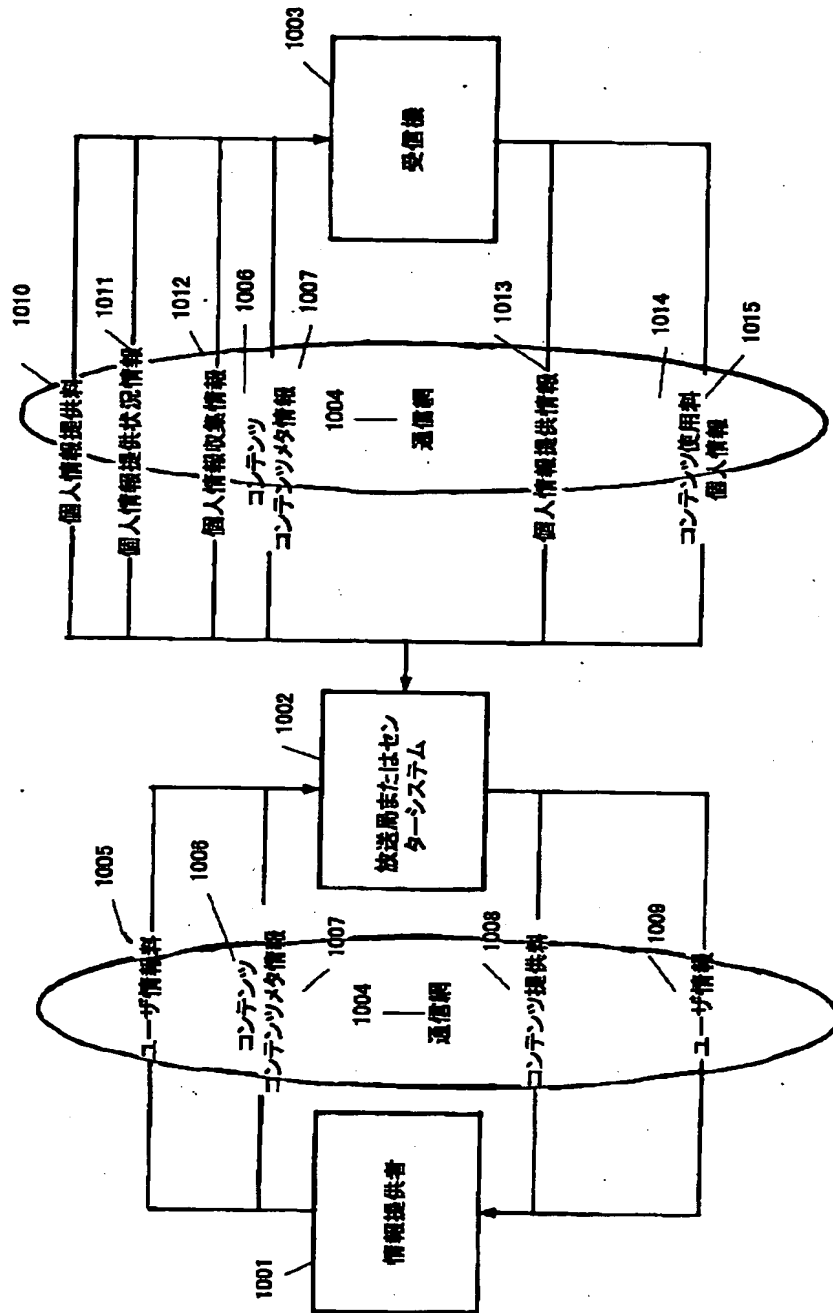 1001
情報提供者
1005
ユーザ情報料
1006
コンテンツ
コンテンツメタ情報
1007
1004
通信網
1008
コンテンツ提供料
1009
ユーザ情報
1002
放送局またはセン
ターシステム
1010
個人情報提供料
1011
個人情報提供状況情報
1012
個人情報収集情報
1006
コンテンツ
コンテンツメタ情報
1007
1004
通信網
1013
個人情報提供情報
1014
コンテンツ使用料
個人情報
1015
1003
受信機